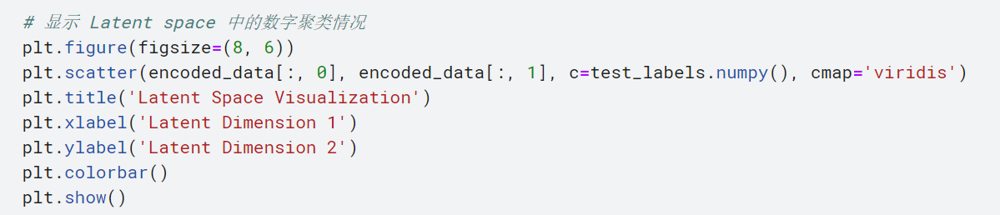 # 显示 Latent space 中的数字聚类情况
plt.figure(figsize=(8, 6))
plt.scatter(encoded_data[:, 0], encoded_data[:, 1], c=test_labels.numpy(), cmap='viridis')
plt.title('Latent Space Visualization')
plt.xlabel('Latent Dimension 1')
plt.ylabel('Latent Dimension 2')
plt.colorbar()
plt.show()